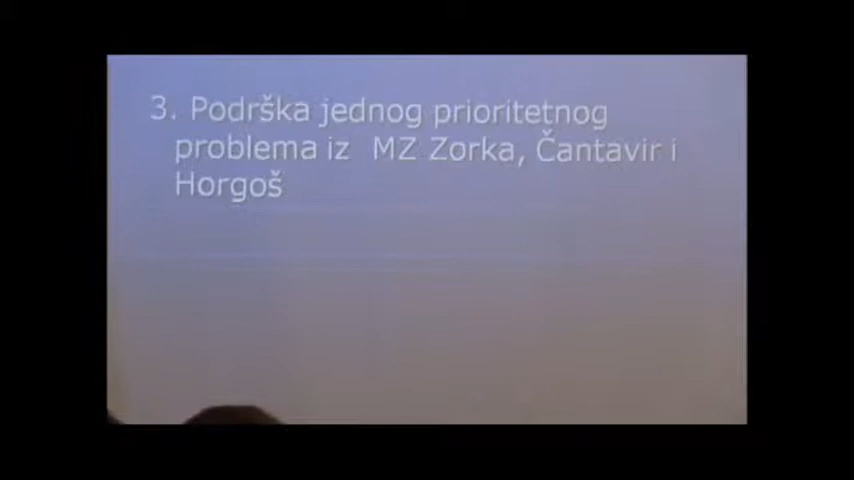 3. Podrška jednog prioritetnog
problema iz MZ Zorka, Čantavir i
Horgoš